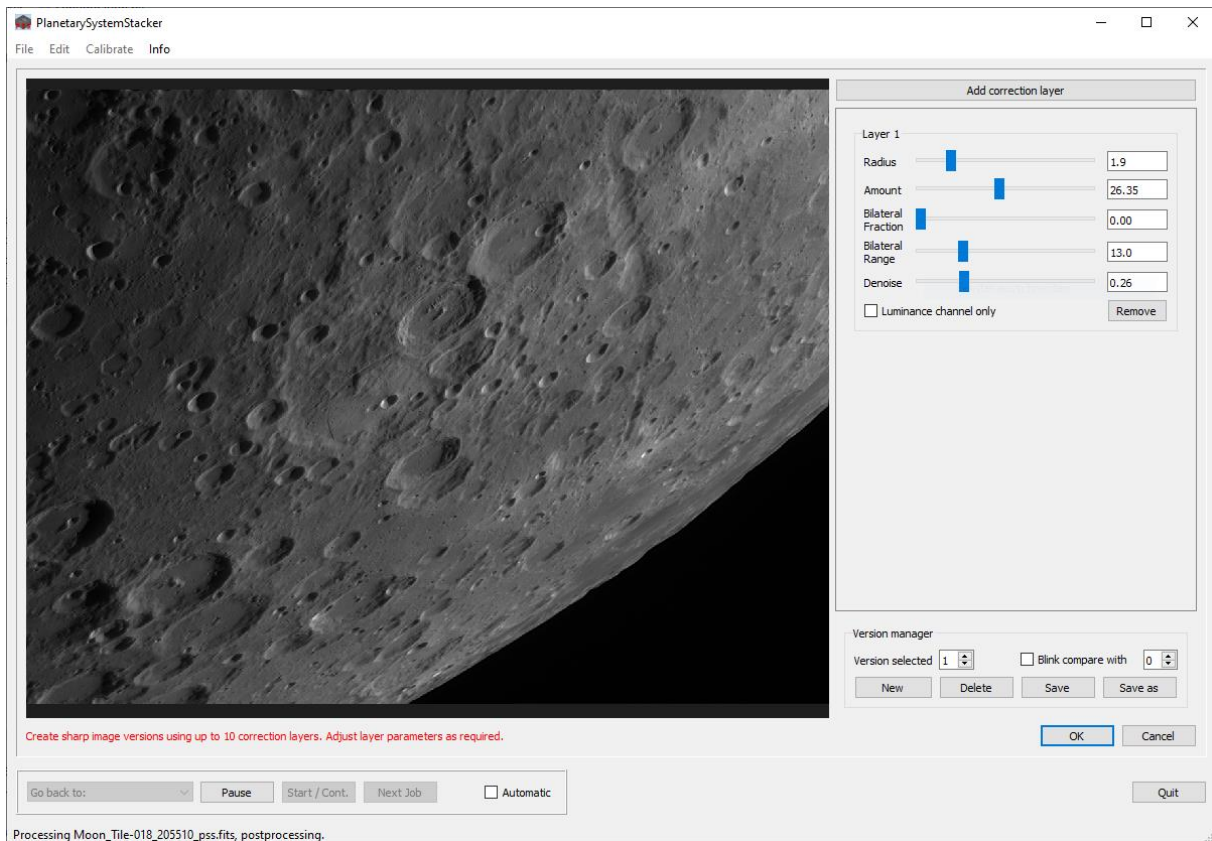 PlanetarySystemStacker
File Edit Calibrate Info
Add correction layer
Layer 1
Radius 1.9
Amount 26.35
Bilateral
Fraction 0.00
Bilateral
Range 13.0
Denoise 0.26
Luminance channel only Remove
Version manager
Version selected 1 Blink compare with 0
New Delete Save Save as
Create sharp image versions using up to 10 correction layers. Adjust layer parameters as required.
OK Cancel
Go back to: Pause Start / Cont. Next Job Automatic Quit
Processing Moon_Tile-018_205510_pss.fits, postprocessing.